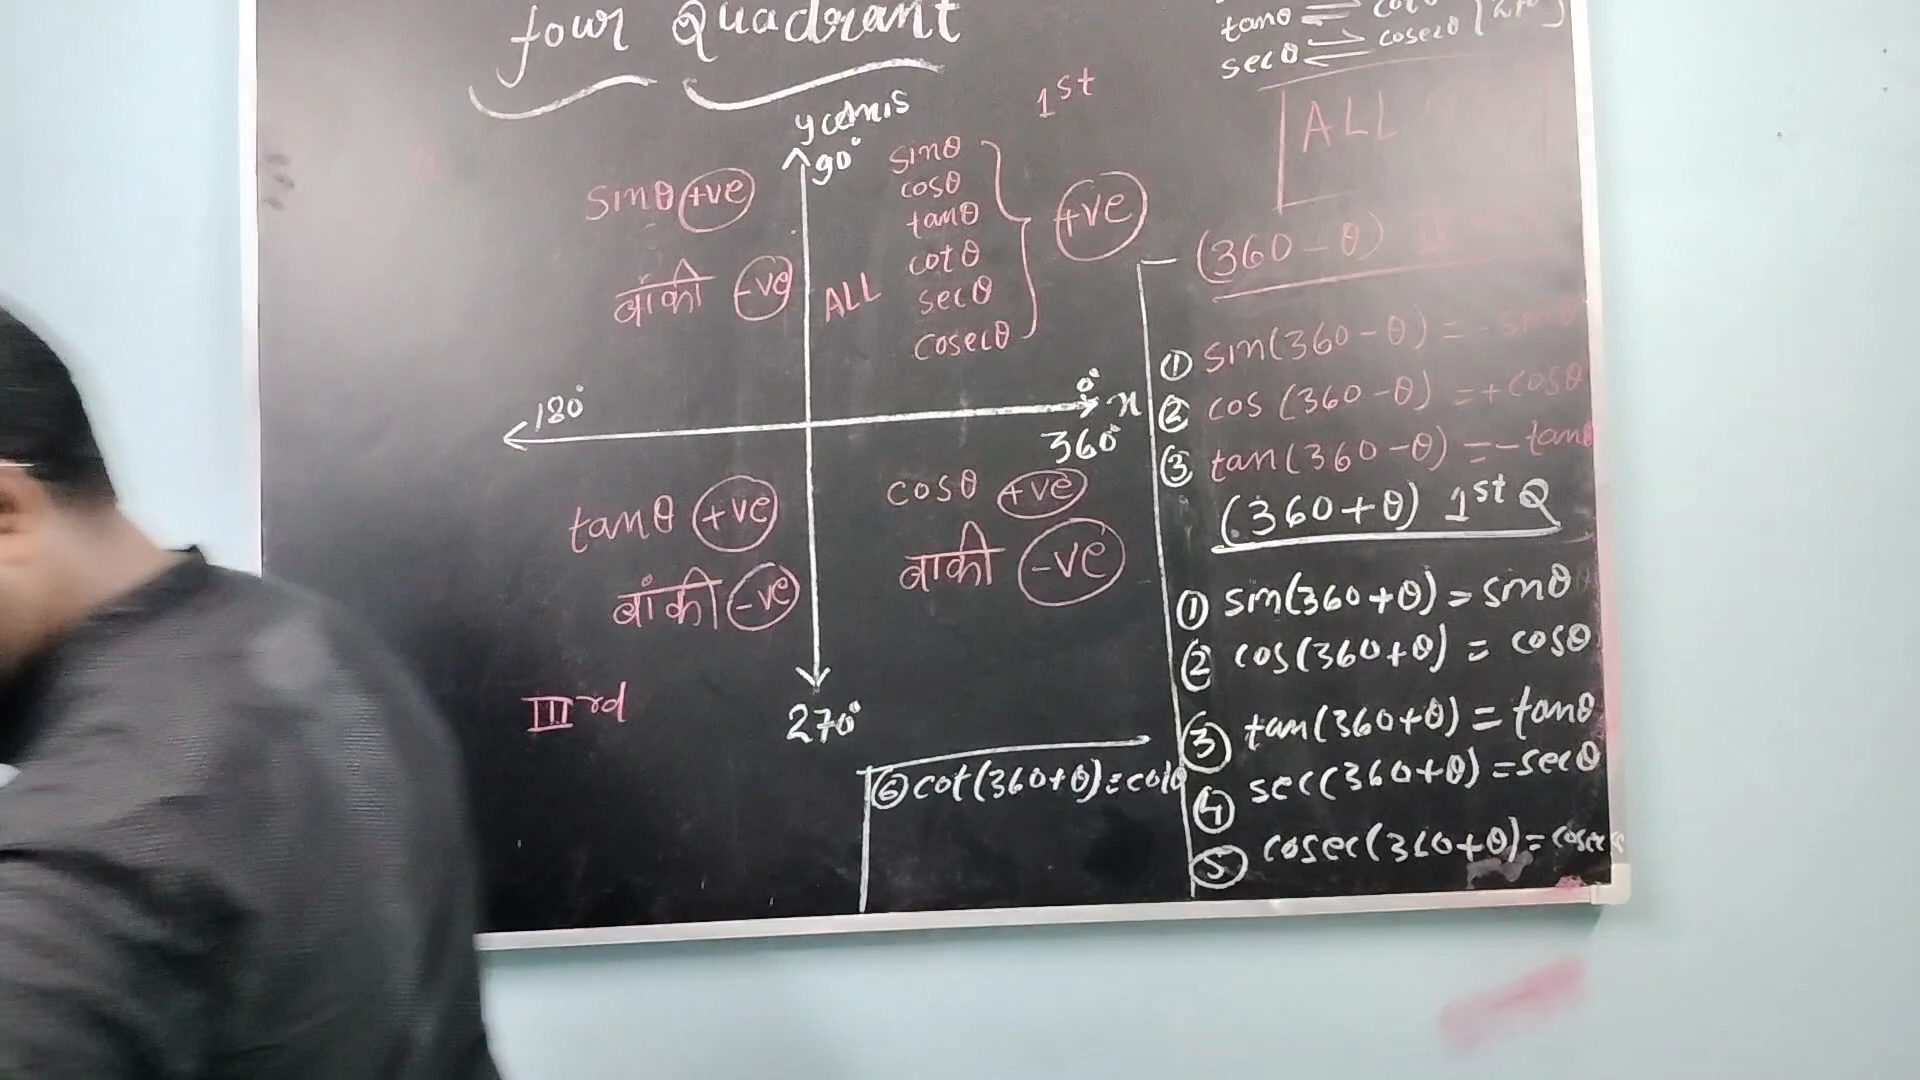 four Quadrant
y axis
90°
1st
sinθ +ve
बाँकी -ve
ALL
sinθ
cosθ
tanθ
cotθ
secθ
cosecθ
+ve
180°
0°
x
360°
tanθ +ve
बांकी -ve
cosθ +ve
बाकी -ve
IIIrd
270°
⑥ cot(360+θ)=cotθ
tanθ ⇌
secθ ⇌ cosecθ
ALL
(360-θ)
① sin(360-θ) = -sinθ
② cos(360-θ) = +cosθ
③ tan(360-θ) = -tanθ
(360+θ) 1st Q
① sin(360+θ) = sinθ
② cos(360+θ) = cosθ
③ tan(360+θ) = tanθ
④ sec(360+θ) = secθ
⑤ cosec(360+θ) =